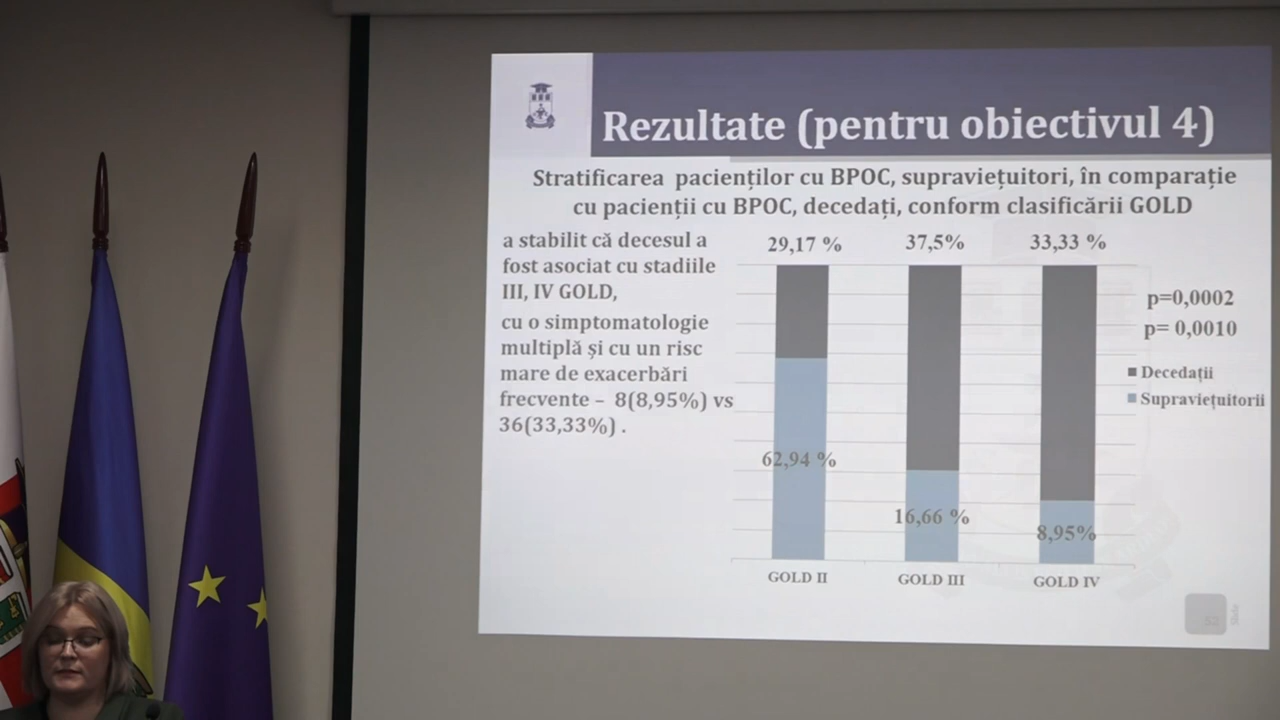 Rezultate (pentru obiectivul 4)
Stratificarea pacienților cu BPOC, supraviețuitori, în comparație
cu pacienții cu BPOC, decedați, conform clasificării GOLD
a stabilit că decesul a
fost asociat cu stadiile
III, IV GOLD,
cu o simptomatologie
multiplă și cu un risc
mare de exacerbări
frecvente – 8(8,95%) vs
36(33,33%) .
29,17 % 37,5% 33,33 %
p=0,0002
p= 0,0010
Decedații
Supraviețuitorii
62,94 %
16,66 %
8,95%
GOLD II GOLD III GOLD IV
Slide